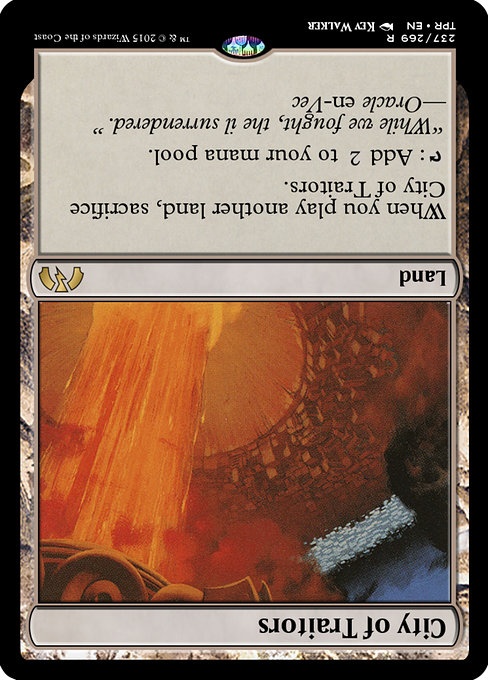 City of Traitors
Land
When you play another land, sacrifice
City of Traitors.
: Add 2 to your mana pool.
“While we fought, the il surrendered.”
—Oracle en-Vec
237/269 R
TPR • EN Kev Walker
™ & © 2015 Wizards of the Coast